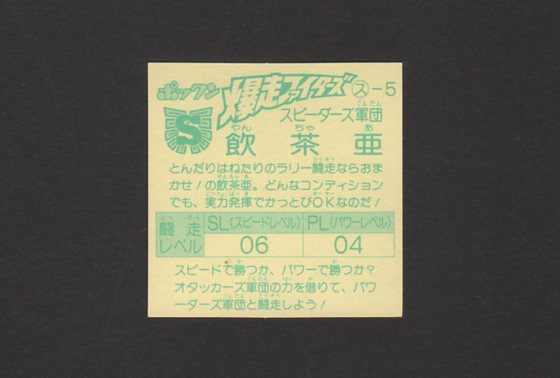 ポックン 爆走ファイターズ ス-5
S スピーダーズ軍団
飲茶亜
とんだりはねたりのラリー闘走ならおま
かせ!の飲茶亜。どんなコンディション
でも、実力発揮でかっとびOKなのだ!
闘走レベル SL(スピードレベル) PL(パワーレベル)
06 04
スピードで勝つか、パワーで勝つか?
オタッカーズ軍団の力を借りて、パワ
ーダーズ軍団と闘走しよう!